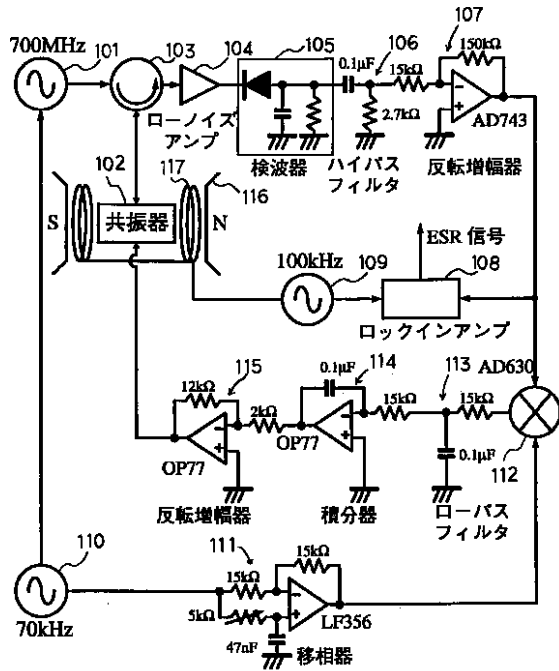 700MHz
101
103
104
105
0.1μF
106
107
150kΩ
15kΩ
2.7kΩ
AD743
ローノイズ
アンプ
検波器
ハイパス
フィルタ
反転増幅器
102
117
116
S
共振器
N
ESR 信号
100kHz
109
108
ロックインアンプ
AD630
12kΩ
115
0.1μF
114
113
2kΩ
15kΩ
15kΩ
OP77
OP77
0.1μF
112
反転増幅器
積分器
ローパス
フィルタ
110
111
15kΩ
15kΩ
5kΩ
LF356
70kHz
47nF
移相器